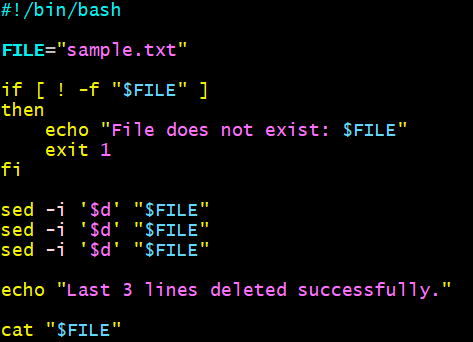 #!/bin/bash

FILE="sample.txt"

if [ ! -f "$FILE" ]
then
    echo "File does not exist: $FILE"
    exit 1
fi

sed -i '$d' "$FILE"
sed -i '$d' "$FILE"
sed -i '$d' "$FILE"

echo "Last 3 lines deleted successfully."

cat "$FILE"